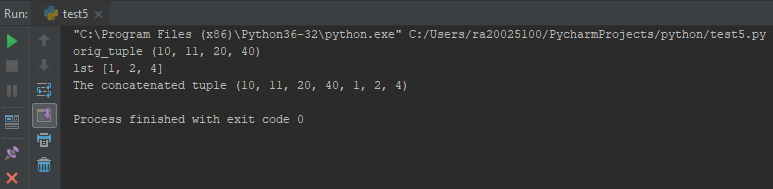 Run: test5
"C:\Program Files (x86)\Python36-32\python.exe" C:/Users/ra20025100/PycharmProjects/python/test5.py
orig_tuple (10, 11, 20, 40)
lst [1, 2, 4]
The concatenated tuple (10, 11, 20, 40, 1, 2, 4)
Process finished with exit code 0